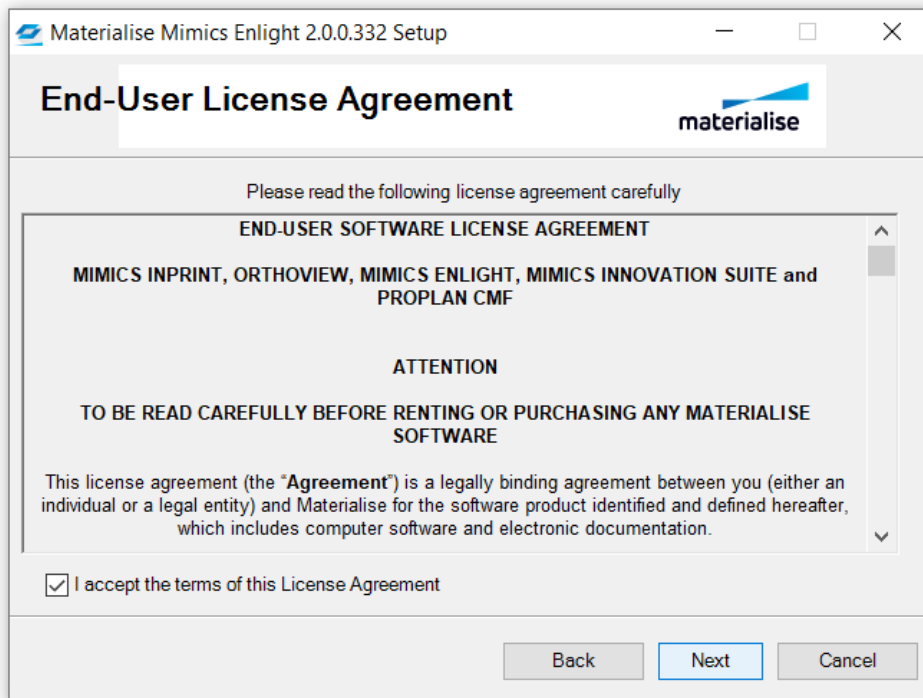 Materialise Mimics Enlight 2.0.0.332 Setup
End-User License Agreement
materialise
Please read the following license agreement carefully
END-USER SOFTWARE LICENSE AGREEMENT
MIMICS INPRINT, ORTHOVIEW, MIMICS ENLIGHT, MIMICS INNOVATION SUITE and
PROPLAN CMF
ATTENTION
TO BE READ CAREFULLY BEFORE RENTING OR PURCHASING ANY MATERIALISE
SOFTWARE
This license agreement (the “Agreement”) is a legally binding agreement between you (either an
individual or a legal entity) and Materialise for the software product identified and defined hereafter,
which includes computer software and electronic documentation.
I accept the terms of this License Agreement
Back Next Cancel